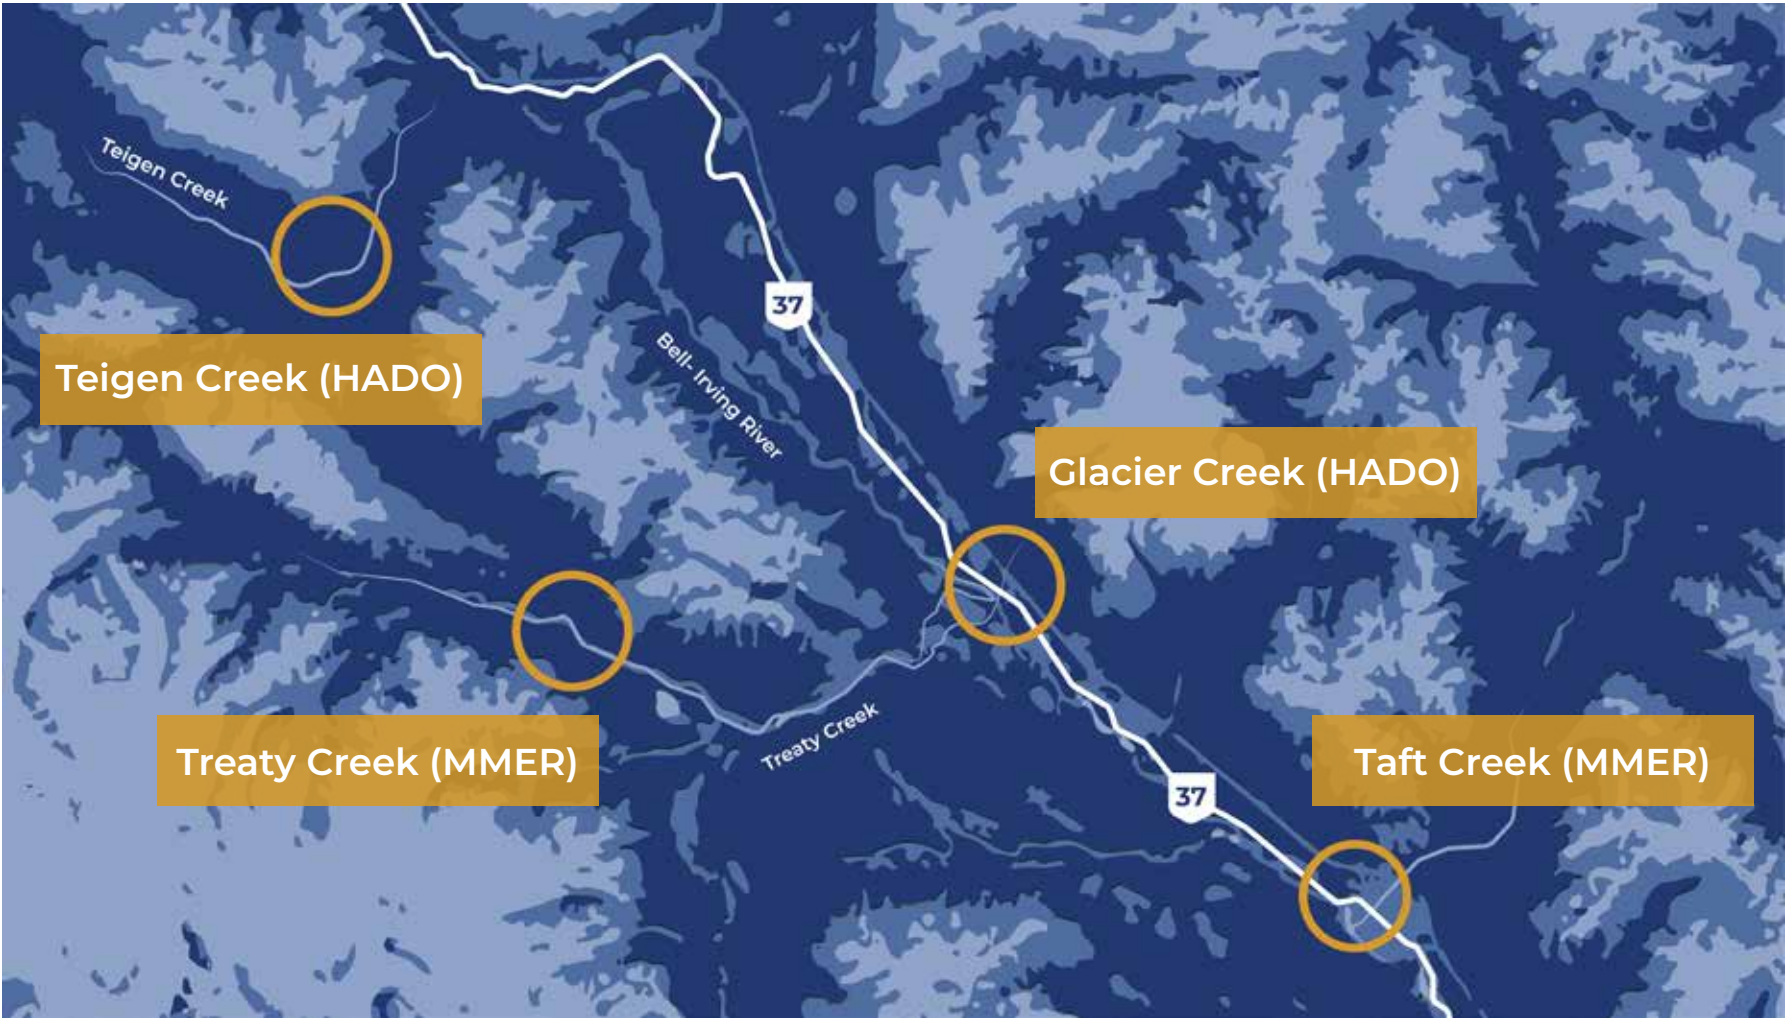 Teigen Creek
37
Bell- Irving River
Teigen Creek (HADO)
Glacier Creek (HADO)
Treaty Creek
Treaty Creek (MMER)
Taft Creek (MMER)
37